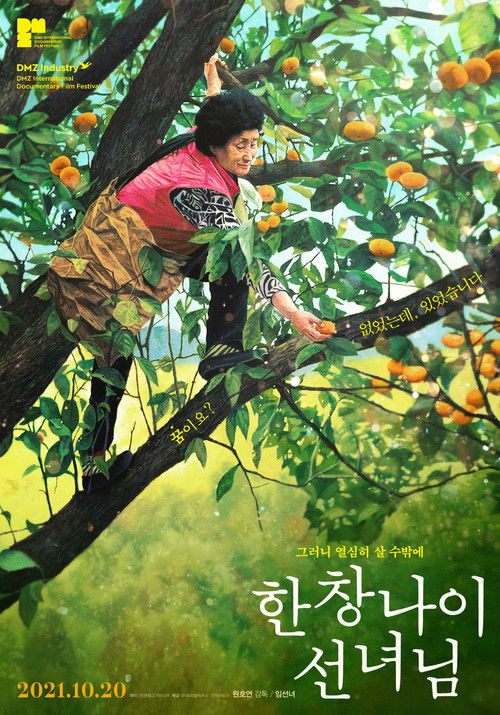 DMZ INTERNATIONAL
DOCUMENTARY
FILM FESTIVAL
DMZ Industry
DMZ International
Documentary Film Festival
없었는데, 있었습니다
꿈이 요?
그러니 열심히 살 수밖에
한창나이
선녀님
2021.10.20
원호연 감독 / 임선녀